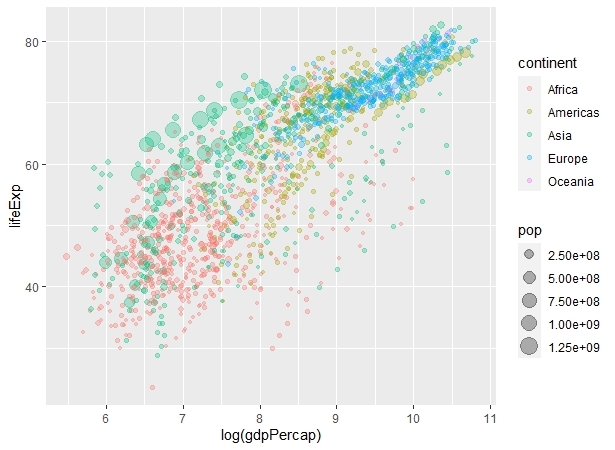 80
60
40
lifeExp
6 7 8 9 10 11
log(gdpPercap)
continent
Africa
Americas
Asia
Europe
Oceania
pop
2.50e+08
5.00e+08
7.50e+08
1.00e+09
1.25e+09